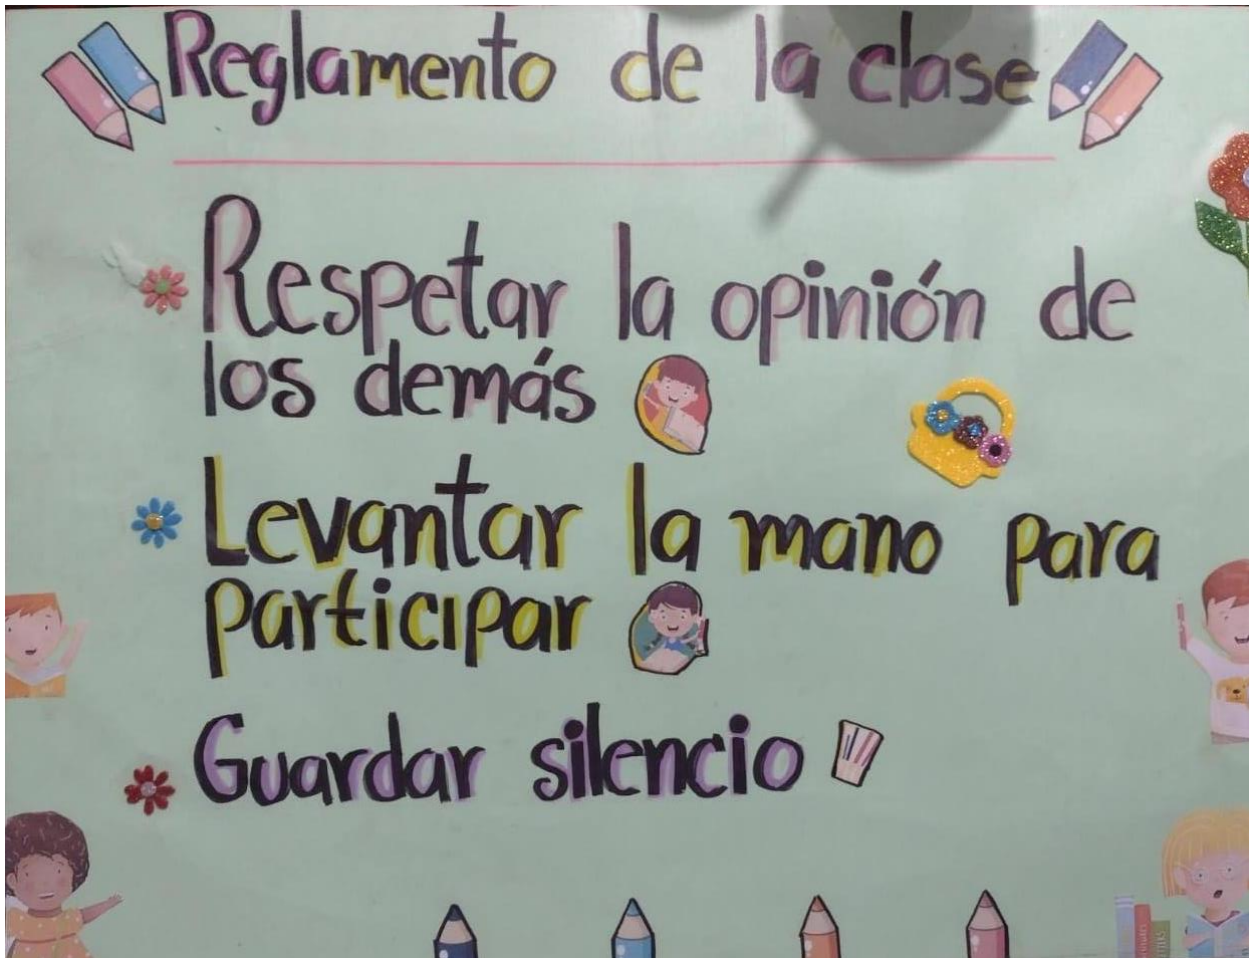 Reglamento de la clase
Respetar la opinión de
los demás
Levantar la mano para
participar
Guardar silencio